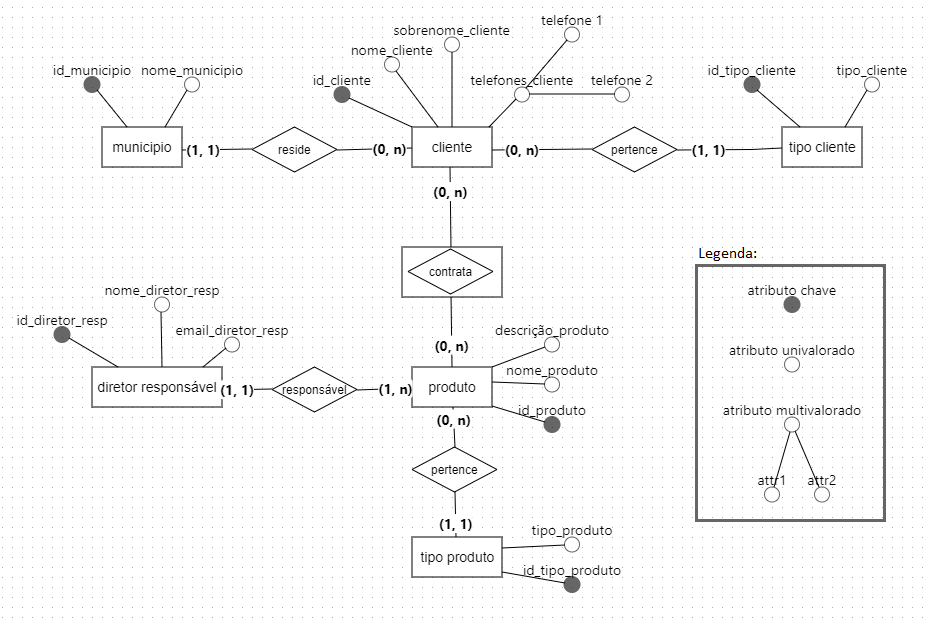 telefone 1
sobrenome_cliente
nome_cliente
id_municipio
nome_municipio
id_cliente
telefones_cliente
telefone 2
id_tipo_cliente
tipo_cliente
municipio
(1, 1)
reside
(0, n)
cliente
(0, n)
pertence
(1, 1)
tipo cliente
(0, n)
contrata
Legenda:
atributo chave
nome_diretor_resp
id_diretor_resp
email_diretor_resp
descrição_produto
(0, n)
atributo univalorado
nome_produto
diretor responsável
(1, 1)
responsável
(1, n)
produto
id_produto
atributo multivalorado
(0, n)
pertence
attr1
attr2
(1, 1)
tipo_produto
tipo produto
id_tipo_produto